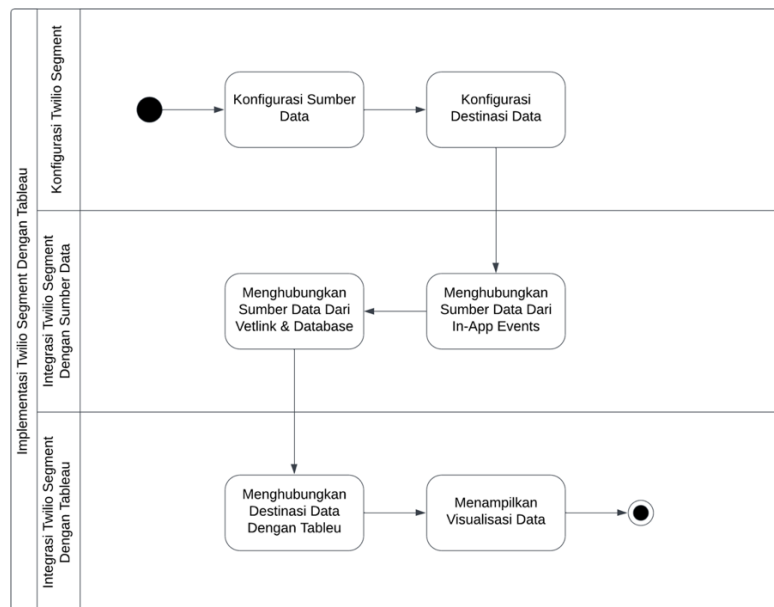 Implementasi Twilio Segment Dengan Tableau
Konfigurasi Twilio Segment
Konfigurasi Sumber
Data
Konfigurasi
Destinasi Data
Integrasi Twilio Segment
Dengan Sumber Data
Menghubungkan
Sumber Data Dari
Vetlink & Database
Menghubungkan
Sumber Data Dari
In-App Events
Integrasi Twilio Segment
Dengan Tableau
Menghubungkan
Destinasi Data
Dengan Tableu
Menampilkan
Visualisasi Data